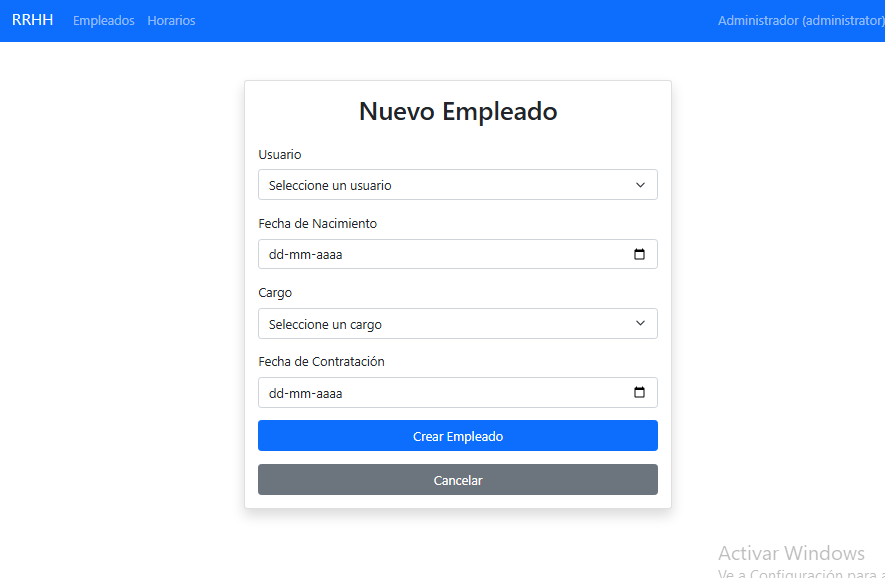 RRHH Empleados Horarios Administrador (administrator)
Nuevo Empleado
Usuario
Seleccione un usuario
Fecha de Nacimiento
dd-mm-aaaa
Cargo
Seleccione un cargo
Fecha de Contratación
dd-mm-aaaa
Crear Empleado
Cancelar
Activar Windows
Ve a Configuración para a